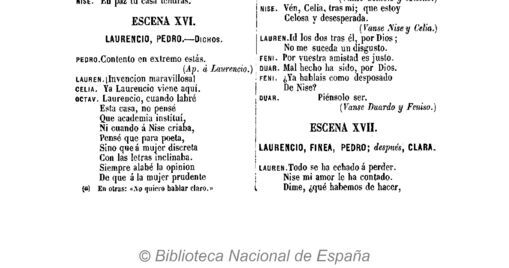 NISE. En paz tu casa tendrás.
ESCENA XVI.
LAURENCIO, PEDRO.—DICHOS.
PEDRO. Contento en extremo estás.
(Ap. á Laurencio.)
LAUREN. ¡Invencion maravillosa!
CELIA. Ya Laurencio viene aquí.
OCTAV. Laurencio, cuando labré
Esta casa, no pensé
Que academia instituí,
Ni cuando á Nise criaba,
Pensé que para poeta,
Sino que á mujer discreta
Con las letras inclinaba.
Siempre alabé la opinion
De que á la mujer prudente
(a) En otras: «No quiero hablar claro.»
NISE. Vén, Celia, tras mi; que estoy
Celosa y desesperada.
(Vanse Nise y Celia.)
LAUREN. Id los dos tras él, por Dios;
No me suceda un disgusto.
FENI. Por vuestra amistad es justo.
DUAR. Mal hecho ha sido, por Dios.
FENI. ¿Ya hablais como desposado
De Nise?
DUAR. Piénsolo ser.
(Vanse Duardo y Feniso.)
ESCENA XVII.
LAURENCIO, FINEA, PEDRO; después, CLARA.
LAUREN. Todo se ha echado á perder.
Nise mi amor le ha contado.
Dime, ¿qué habemos de hacer,
© Biblioteca Nacional de España